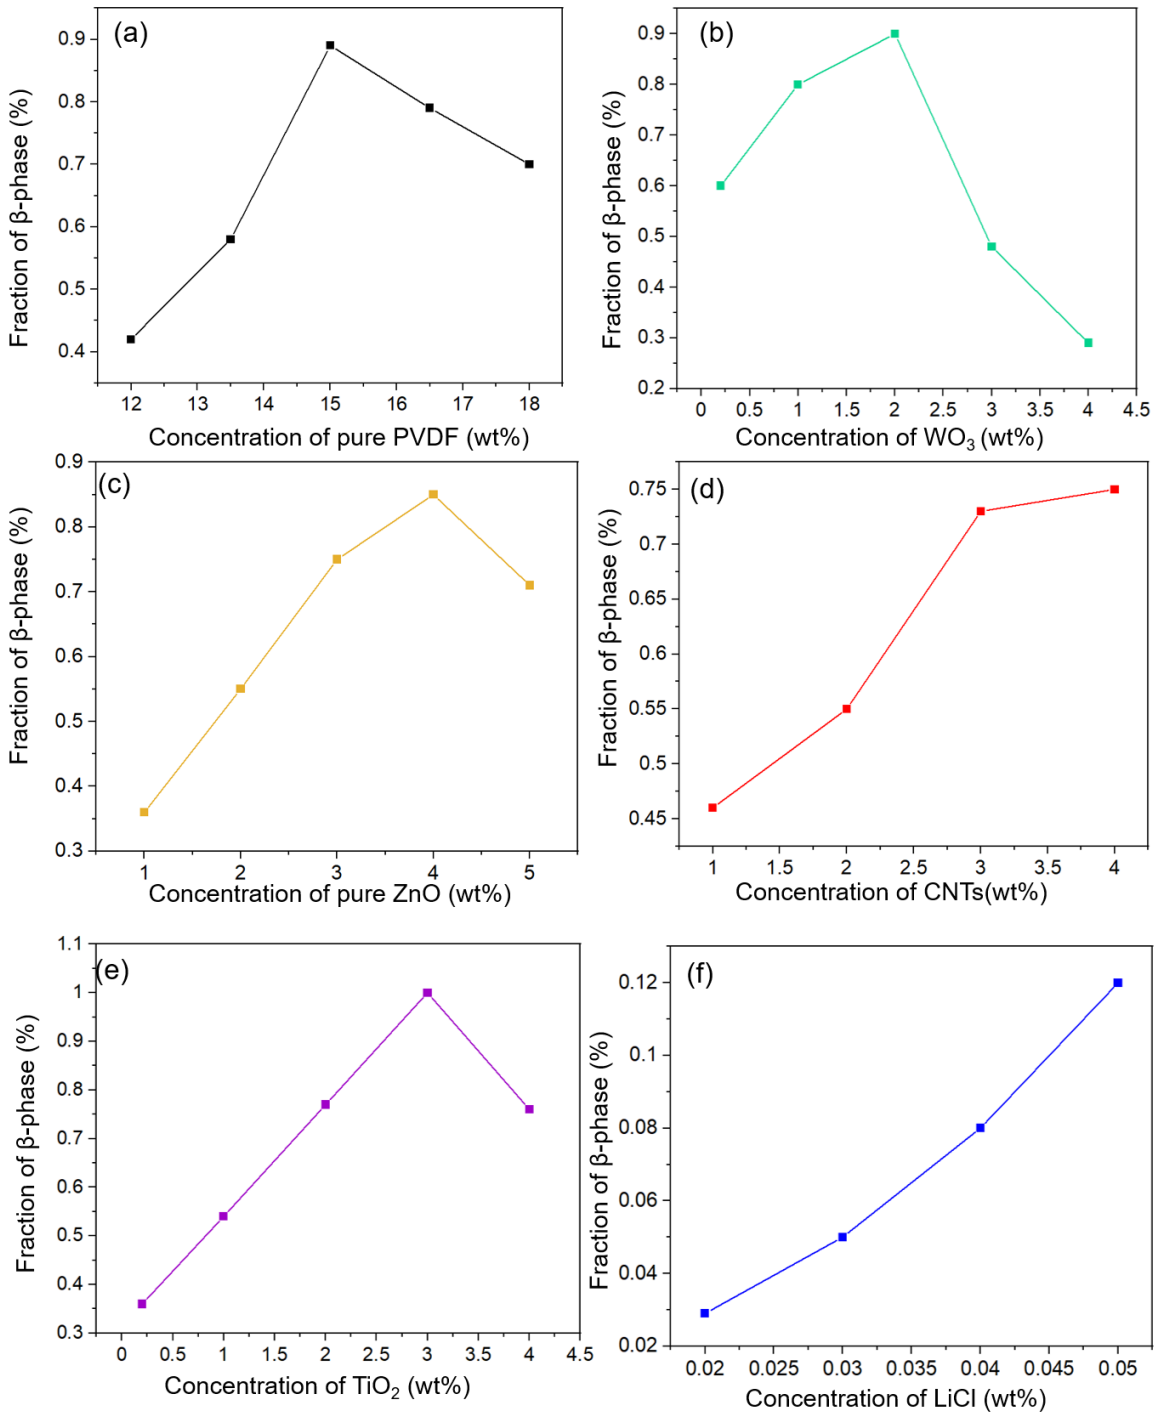 (a)
Fraction of β-phase (%)
0.9
0.8
0.7
0.6
0.5
0.4
12 13 14 15 16 17 18
Concentration of pure PVDF (wt%)
(b)
Fraction of β-phase (%)
0.9
0.8
0.7
0.6
0.5
0.4
0.3
0.2
0 0.5 1 1.5 2 2.5 3 3.5 4 4.5
Concentration of WO₃ (wt%)
(c)
Fraction of β-phase (%)
0.9
0.8
0.7
0.6
0.5
0.4
0.3
1 2 3 4 5
Concentration of pure ZnO (wt%)
(d)
Fraction of β-phase (%)
0.75
0.7
0.65
0.6
0.55
0.5
0.45
1 1.5 2 2.5 3 3.5 4
Concentration of CNTs(wt%)
(e)
Fraction of β-phase (%)
1.1
1
0.9
0.8
0.7
0.6
0.5
0.4
0.3
0 0.5 1 1.5 2 2.5 3 3.5 4 4.5
Concentration of TiO₂ (wt%)
(f)
Fraction of β-phase (%)
0.12
0.1
0.08
0.06
0.04
0.02
0.02 0.025 0.03 0.035 0.04 0.045 0.05
Concentration of LiCl (wt%)